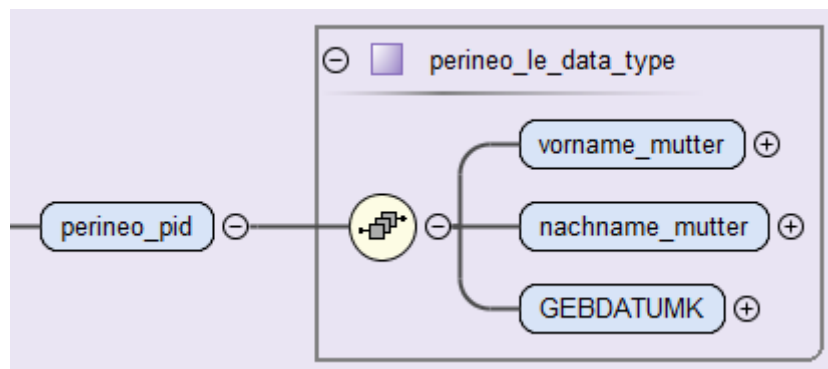 perineo_le_data_type
vorname_mutter
perineo_pid
nachname_mutter
GEBDATUMK